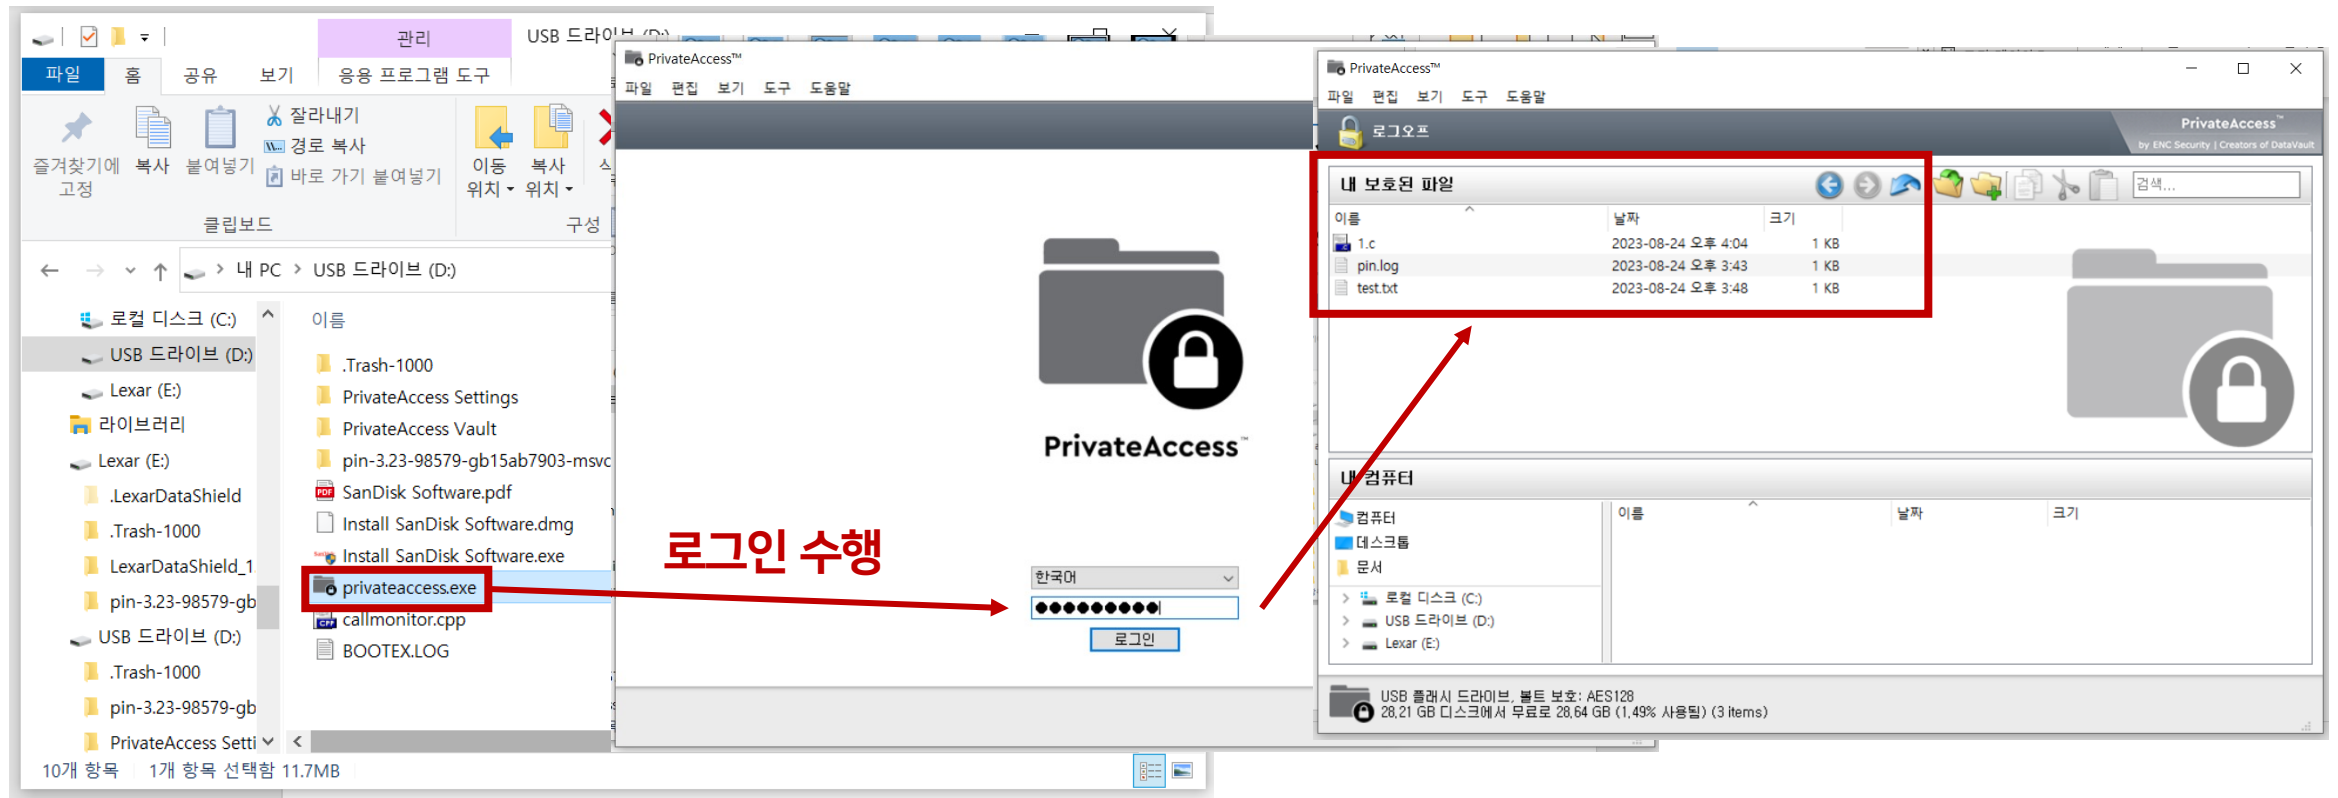 관리
USB 드라이브 (D:)
파일 홈 공유 보기 응용 프로그램 도구
즐겨찾기에 고정
복사
붙여넣기
잘라내기
경로 복사
바로 가기 붙여넣기
이동 위치
복사 위치
클립보드
구성
내 PC > USB 드라이브 (D:)
로컬 디스크 (C:)
USB 드라이브 (D:)
Lexar (E:)
라이브러리
Lexar (E:)
.LexarDataShield
.Trash-1000
LexarDataShield_1
pin-3.23-98579-gb
USB 드라이브 (D:)
.Trash-1000
pin-3.23-98579-gb
PrivateAccess Setti
이름
.Trash-1000
PrivateAccess Settings
PrivateAccess Vault
pin-3.23-98579-gb15ab7903-msvc
SanDisk Software.pdf
Install SanDisk Software.dmg
Install SanDisk Software.exe
privateaccess.exe
callmonitor.cpp
BOOTEX.LOG
10개 항목 1개 항목 선택함 11.7MB
PrivateAccess™
파일 편집 보기 도구 도움말
PrivateAccess™
로그인 수행
한국어
●●●●●●●●●
로그인
PrivateAccess™
파일 편집 보기 도구 도움말
로그오프
PrivateAccess™
by ENC Security | Creators of DataVault
내 보호된 파일
검색...
이름 날짜 크기
1.c 2023-08-24 오후 4:04 1 KB
pin.log 2023-08-24 오후 3:43 1 KB
test.txt 2023-08-24 오후 3:48 1 KB
내 컴퓨터
컴퓨터
데스크톱
문서
로컬 디스크 (C:)
USB 드라이브 (D:)
Lexar (E:)
이름 날짜 크기
USB 플래시 드라이브, 볼트 보호: AES128
28,21 GB 디스크에서 무료로 28,64 GB (1,49% 사용됨) (3 items)